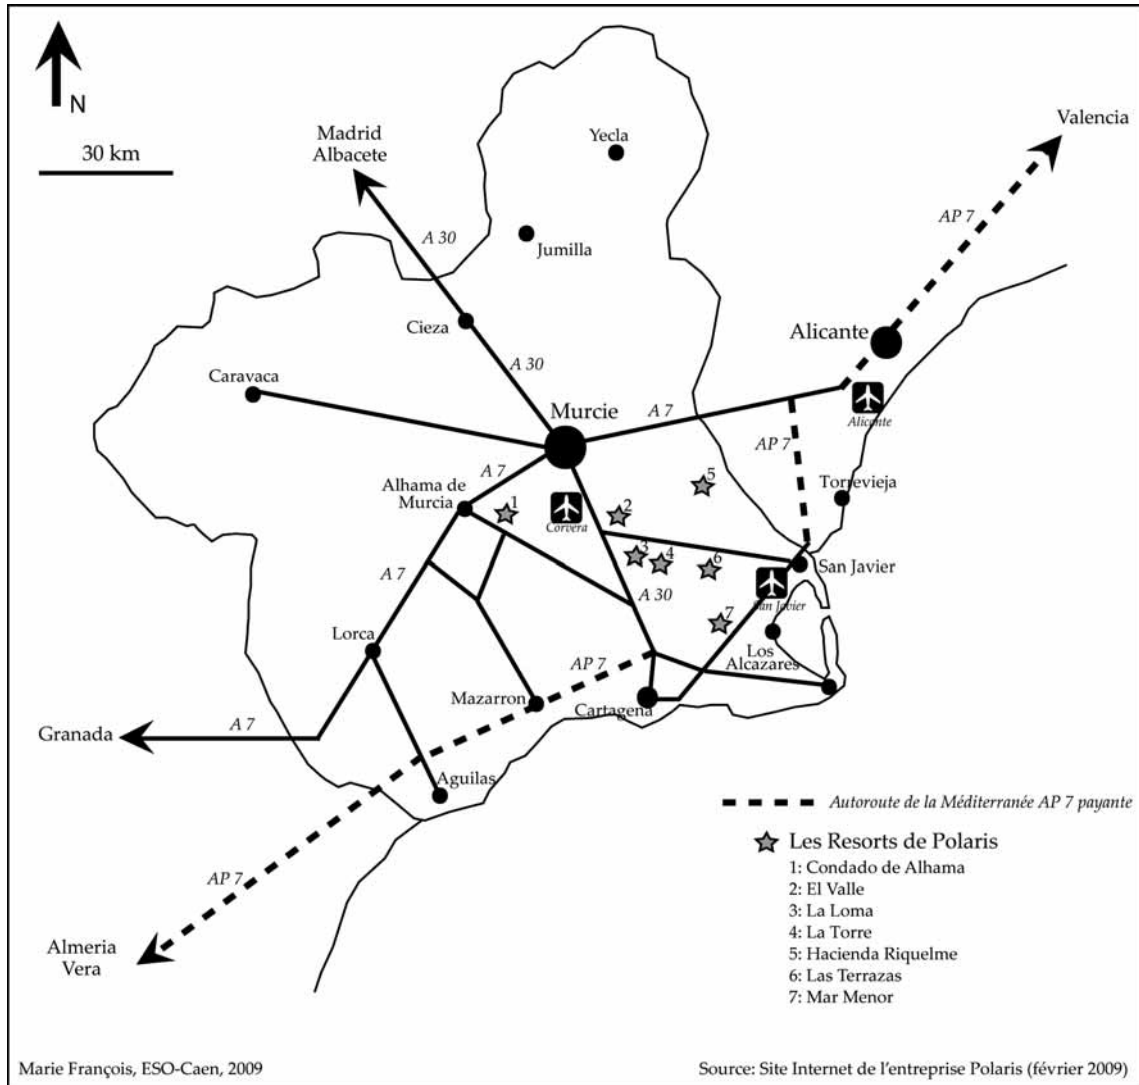 N
30 km
Madrid
Albacete
Yecla
Valencia
AP 7
A 30
Jumilla
Cieza
A 30
Alicante
Caravaca
Murcie
A 7
Alicante
AP 7
A 7
Alhama de
Murcia
1
Corvera
2
5
Torrevieja
3
4
6
San Javier
A 7
A 30
San Javier
7
Lorca
Los
Alcazares
AP 7
Mazarron
Cartagena
Granada
A 7
Aguilas
AP 7
Almeria
Vera
Autoroute de la Méditerranée AP 7 payante
Les Resorts de Polaris
1: Condado de Alhama
2: El Valle
3: La Loma
4: La Torre
5: Hacienda Riquelme
6: Las Terrazas
7: Mar Menor
Marie François, ESO-Caen, 2009
Source: Site Internet de l'entreprise Polaris (février 2009)